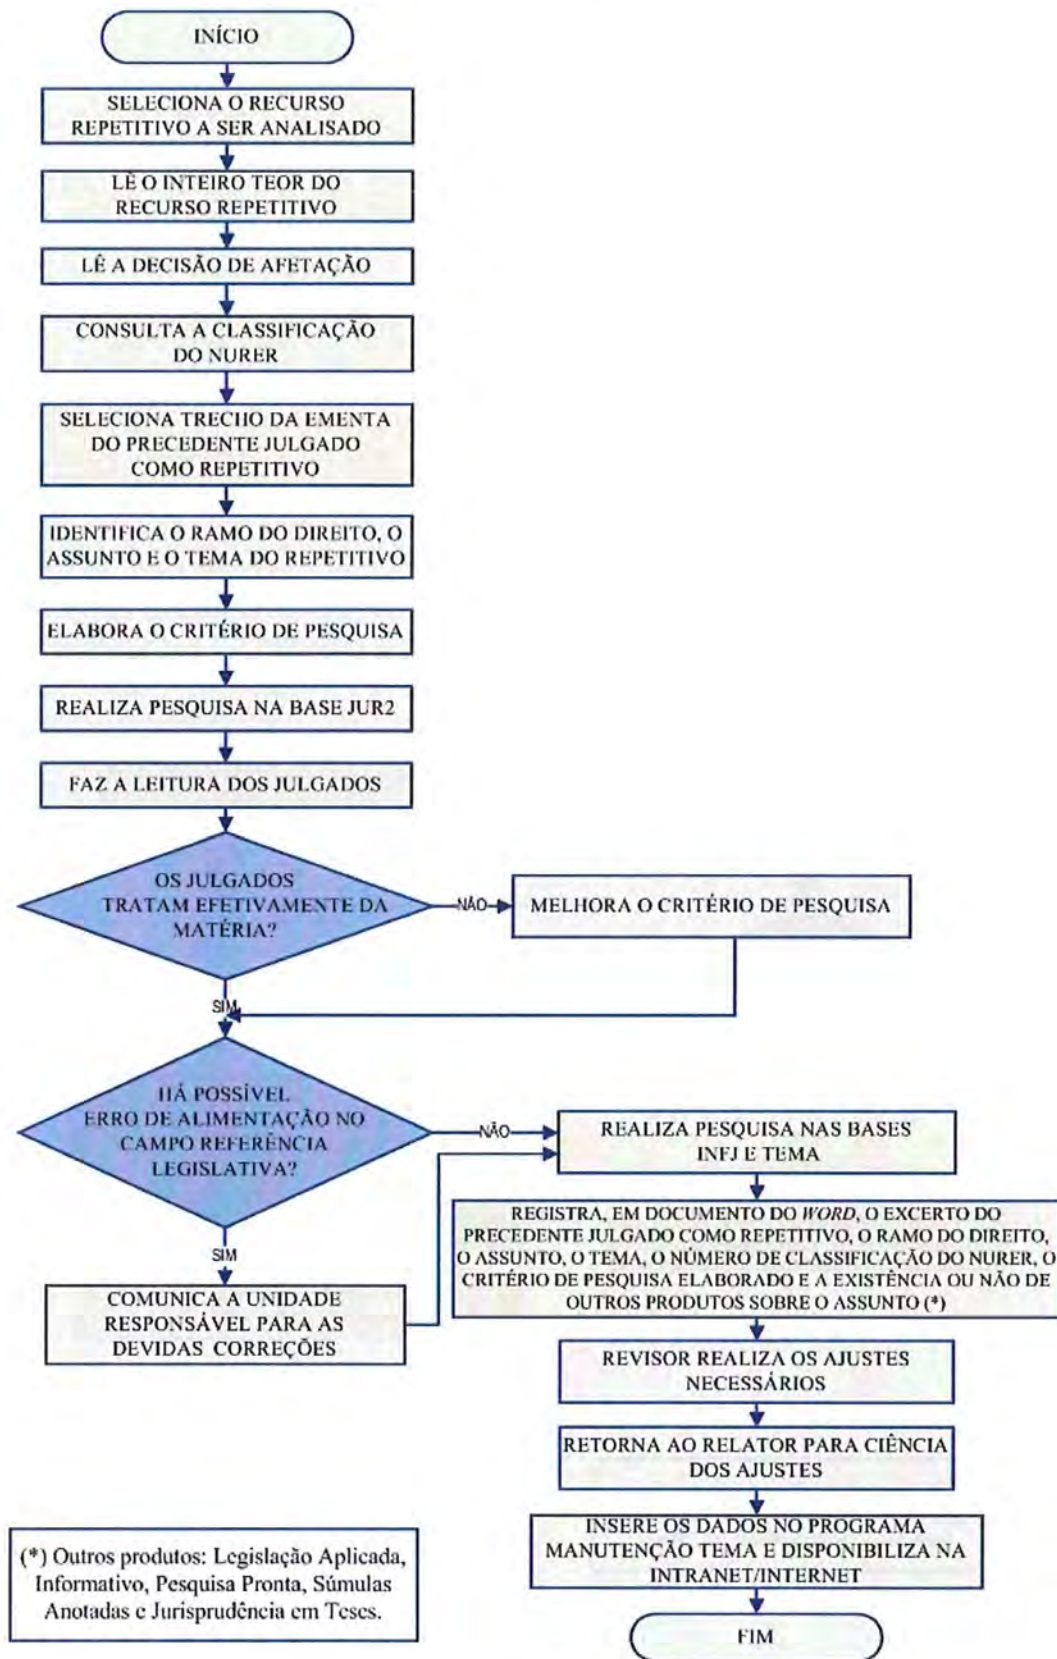 INÍCIO
SELECIONA O RECURSO
REPETITIVO A SER ANALISADO
LÊ O INTEIRO TEOR DO
RECURSO REPETITIVO
LÊ A DECISÃO DE AFETAÇÃO
CONSULTA A CLASSIFICAÇÃO
DO NURER
SELECIONA TRECHO DA EMENTA
DO PRECEDENTE JULGADO
COMO REPETITIVO
IDENTIFICA O RAMO DO DIREITO, O
ASSUNTO E O TEMA DO REPETITIVO
ELABORA O CRITÉRIO DE PESQUISA
REALIZA PESQUISA NA BASE JUR2
FAZ A LEITURA DOS JULGADOS
OS JULGADOS
TRATAM EFETIVAMENTE DA
MATÉRIA?
NÃO
MELHORA O CRITÉRIO DE PESQUISA
SIM
HÁ POSSÍVEL
ERRO DE ALIMENTAÇÃO NO
CAMPO REFERÊNCIA
LEGISLATIVA?
NÃO
REALIZA PESQUISA NAS BASES
INFJ E TEMA
SIM
COMUNICA A UNIDADE
RESPONSÁVEL PARA AS
DEVIDAS CORREÇÕES
REGISTRA, EM DOCUMENTO DO WORD, O EXCERTO DO
PRECEDENTE JULGADO COMO REPETITIVO, O RAMO DO DIREITO,
O ASSUNTO, O TEMA, O NÚMERO DE CLASSIFICAÇÃO DO NURER, O
CRITÉRIO DE PESQUISA ELABORADO E A EXISTÊNCIA OU NÃO DE
OUTROS PRODUTOS SOBRE O ASSUNTO (*)
REVISOR REALIZA OS AJUSTES
NECESSÁRIOS
RETORNA AO RELATOR PARA CIÊNCIA
DOS AJUSTES
INSERE OS DADOS NO PROGRAMA
MANUTENÇÃO TEMA E DISPONIBILIZA NA
INTRANET/INTERNET
FIM
(*) Outros produtos: Legislação Aplicada,
Informativo, Pesquisa Pronta, Súmulas
Anotadas e Jurisprudência em Teses.